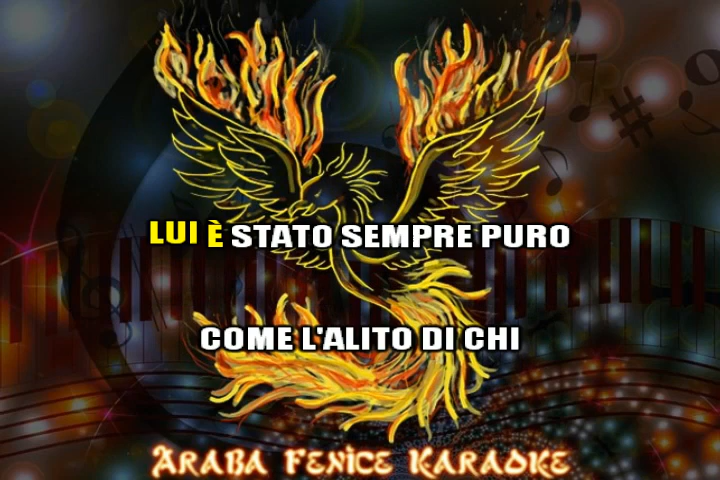 LUI È STATO SEMPRE PURO
COME L'ALITO DI CHI
ARABA FENICE KARAOKE